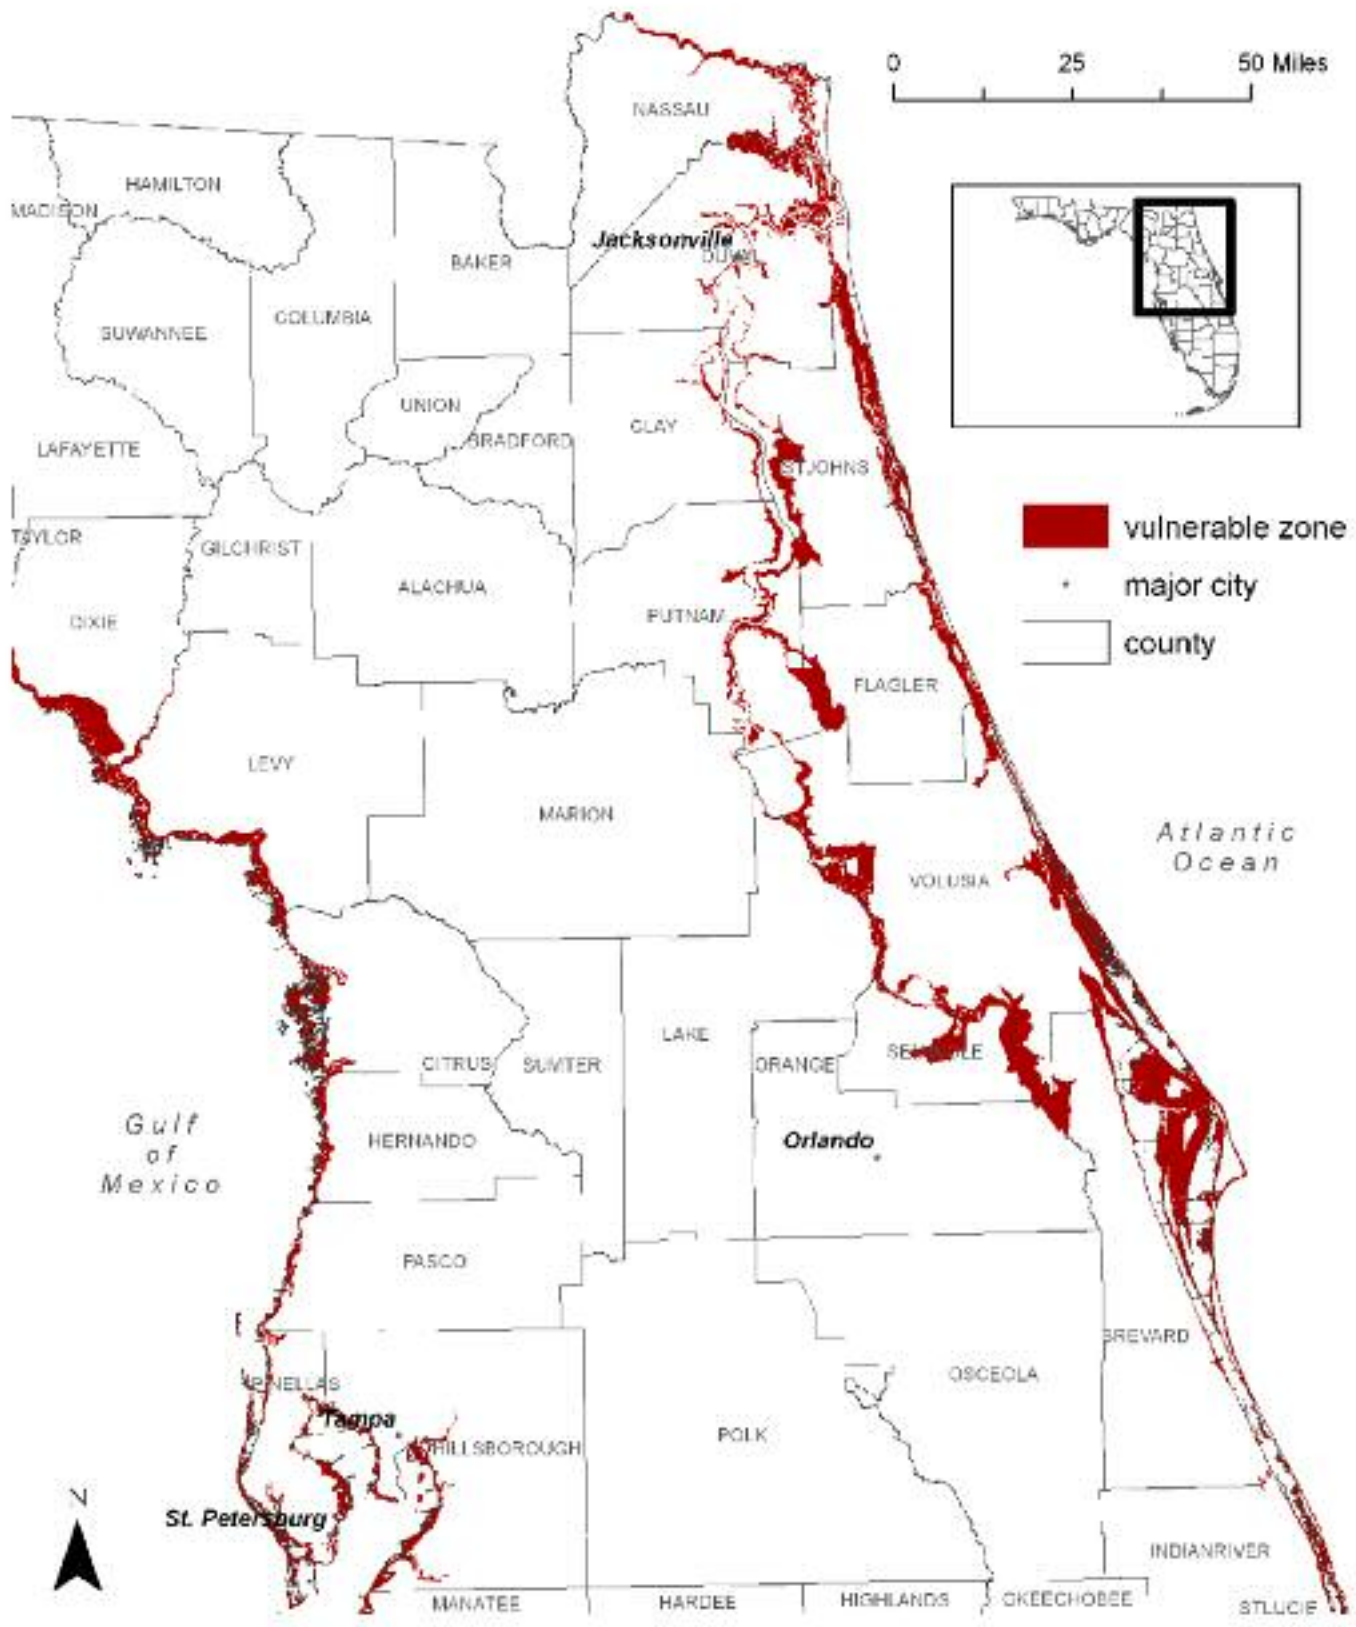 0 25 50 Miles
NASSAU
HAMILTON
MADISON
Jacksonville
DUVAL
BAKER
COLUMBIA
SUWANNEE
UNION
CLAY
BRADFORD
LAFAYETTE
STJOHNS
vulnerable zone
TAYLOR
GILCHRIST
major city
ALACHUA
DIXIE
PUTNAM
county
FLAGLER
LEVY
MARION
Atlantic
Ocean
VOLUSIA
LAKE
CITRUS
SUMTER
ORANGE
SEMINOLE
Gulf
of
Mexico
HERNANDO
Orlando
PASCO
BREVARD
OSCEOLA
PINELLAS
Tampa
POLK
HILLSBOROUGH
N
St. Petersburg
INDIANRIVER
MANATEE
HARDEE
HIGHLANDS
OKEECHOBEE
STLUCIE